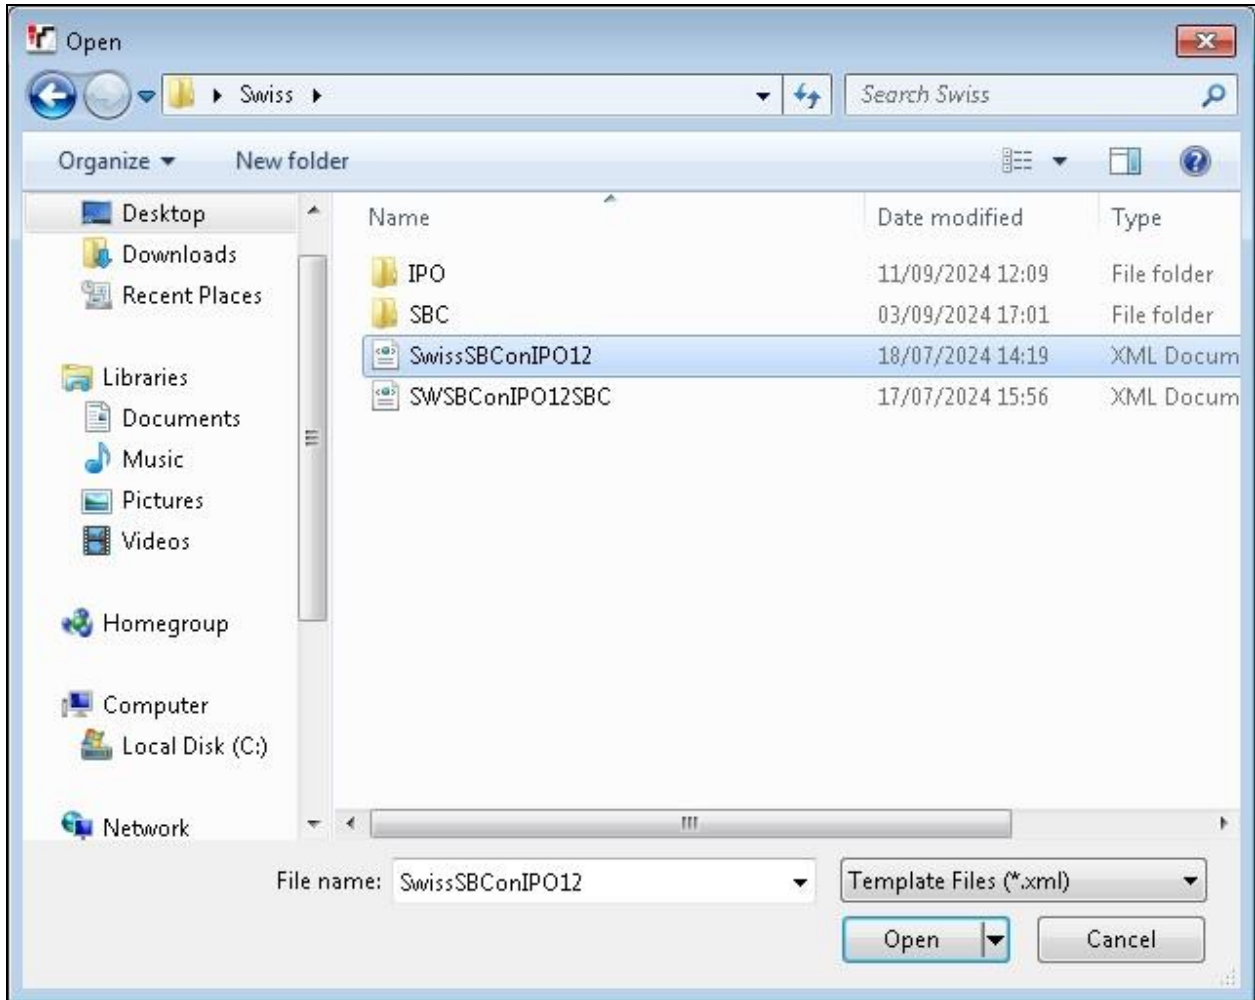 Open
Swiss
Search Swiss
Organize
New folder
Desktop
Downloads
Recent Places
Libraries
Documents
Music
Pictures
Videos
Homegroup
Computer
Local Disk (C:)
Network
Name Date modified Type
IPO 11/09/2024 12:09 File folder
SBC 03/09/2024 17:01 File folder
SwissSBConIPO12 18/07/2024 14:19 XML Docum
SWSBConIPO12SBC 17/07/2024 15:56 XML Docum
File name: SwissSBConIPO12 Template Files (*.xml)
Open Cancel